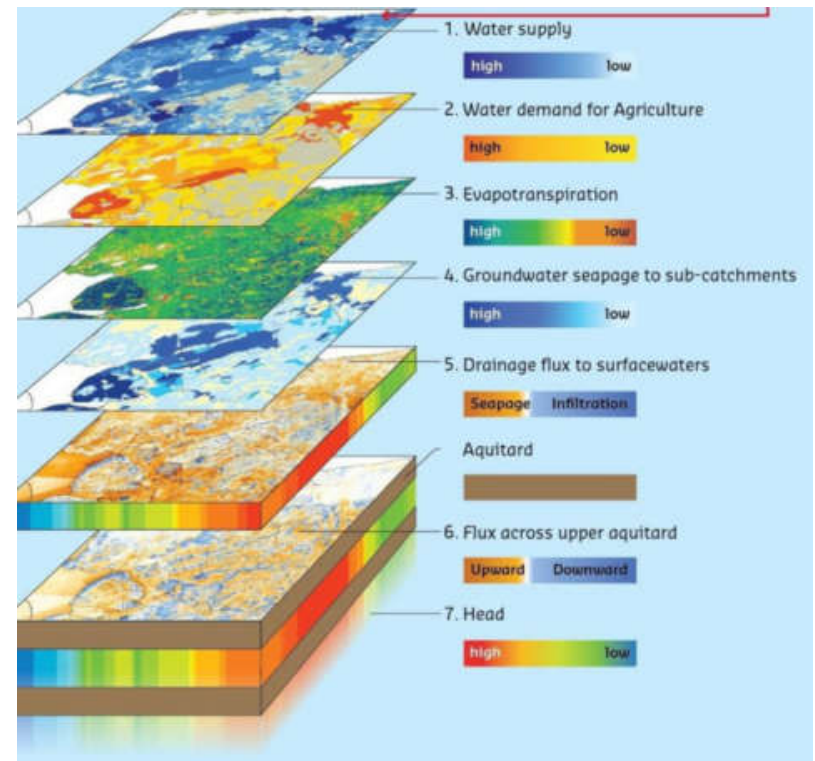 1. Water supply
high low
2. Water demand for Agriculture
high low
3. Evapotranspiration
high low
4. Groundwater seepage to sub-catchments
high low
5. Drainage flux to surfacewaters
Seepage Infiltration
Aquitard
6. Flux across upper aquitard
Upward Downward
7. Head
high low